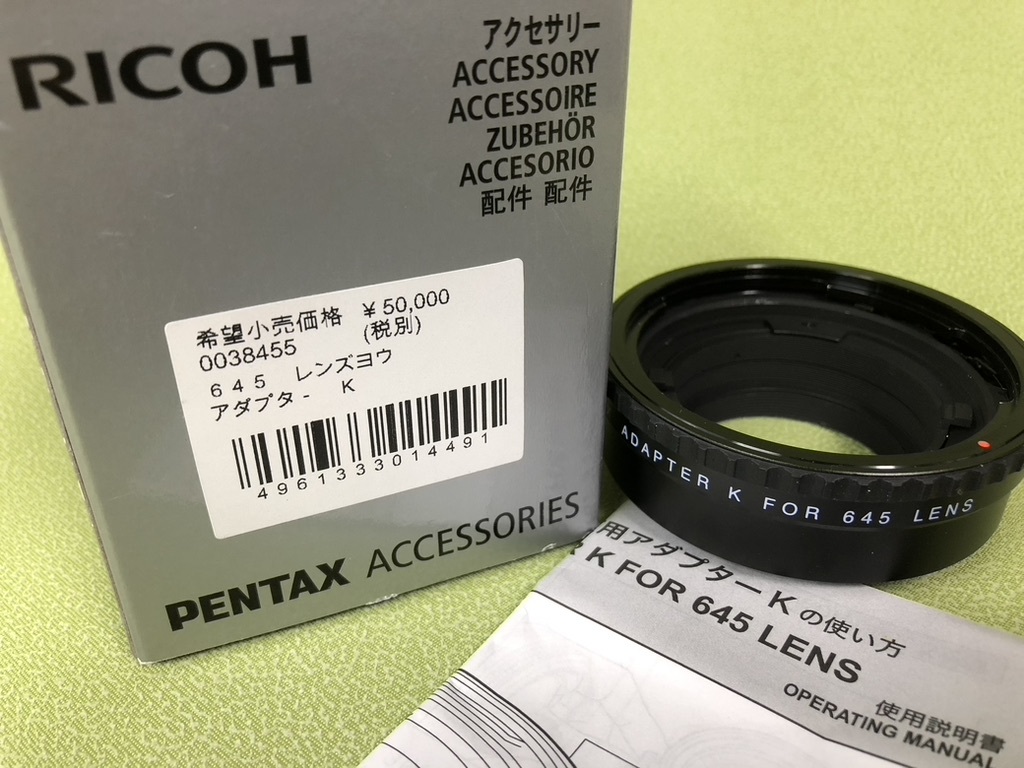 RICOH
アクセサリー
ACCESSORY
ACCESSOIRE
ZUBEHÖR
ACCESORIO
配件 配件
希望小売価格 ¥50,000
0038455 (税別)
645 レンズヨウ
アダプタ- K
4961333014491
PENTAX ACCESSORIES
ADAPTER K FOR 645 LENS
用アダプターKの使い方
K FOR 645 LENS
使用説明書
OPERATING MANUAL